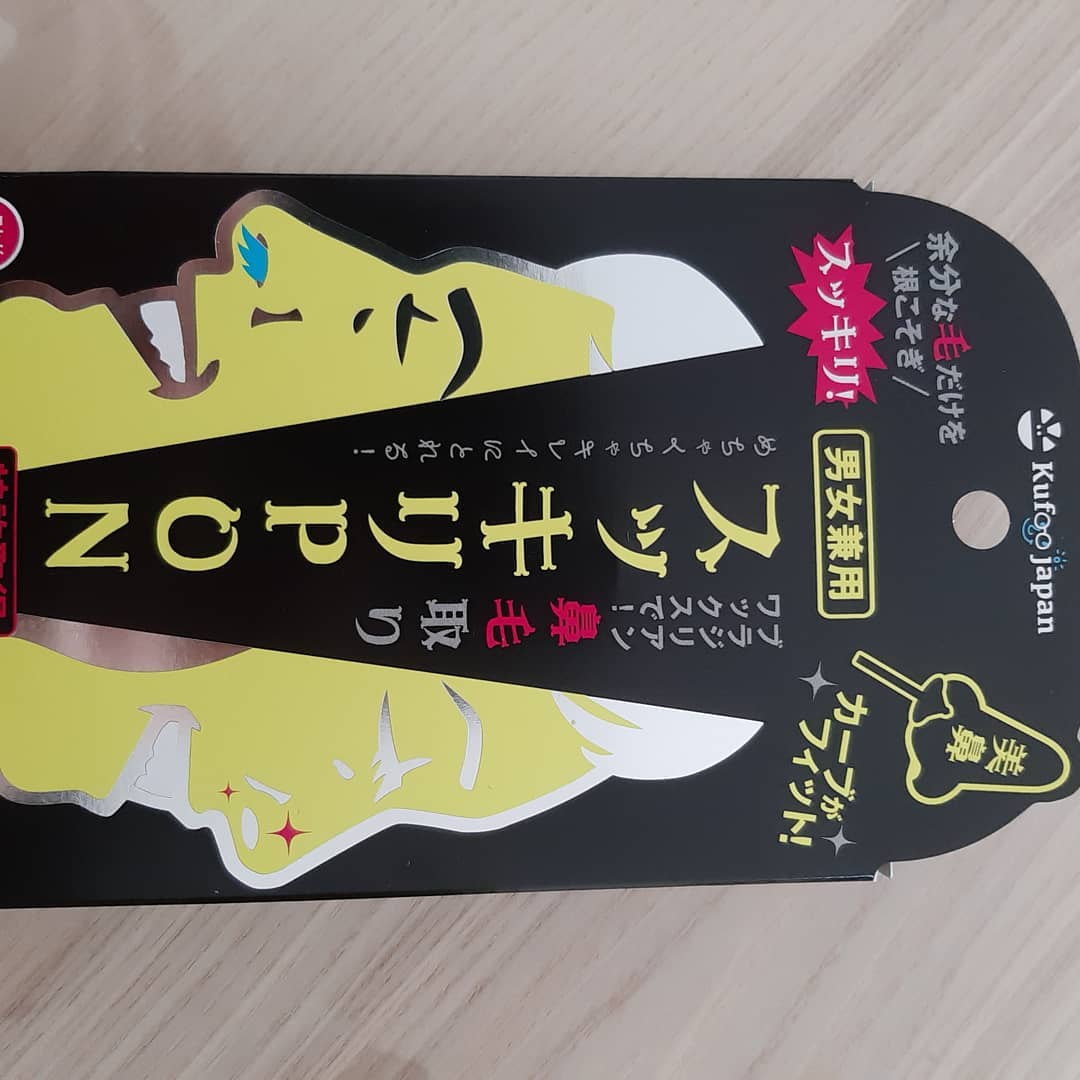 Kufoo Japan
余分な毛だけを
根こそぎ
スッキリ!
男女兼用
美鼻
カーブが
フィット!
めちゃくちゃキレイにとれる!
スッキリPON
ブラジリアン
ワックスで!
鼻毛取り